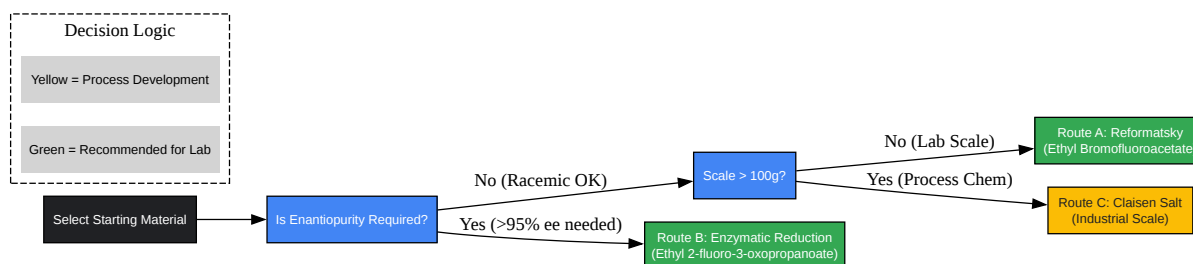 Decision Logic
Yellow = Process Development
Green = Recommended for Lab
Select Starting Material
Is Enantiopurity Required?
No (Racemic OK)
Yes (>95% ee needed)
Scale > 100g?
Route B: Enzymatic Reduction
(Ethyl 2-fluoro-3-oxopropanoate)
No (Lab Scale)
Yes (Process Chem)
Route A: Reformatsky
(Ethyl Bromofluoroacetate
Route C: Claisen Salt
(Industrial Scale)